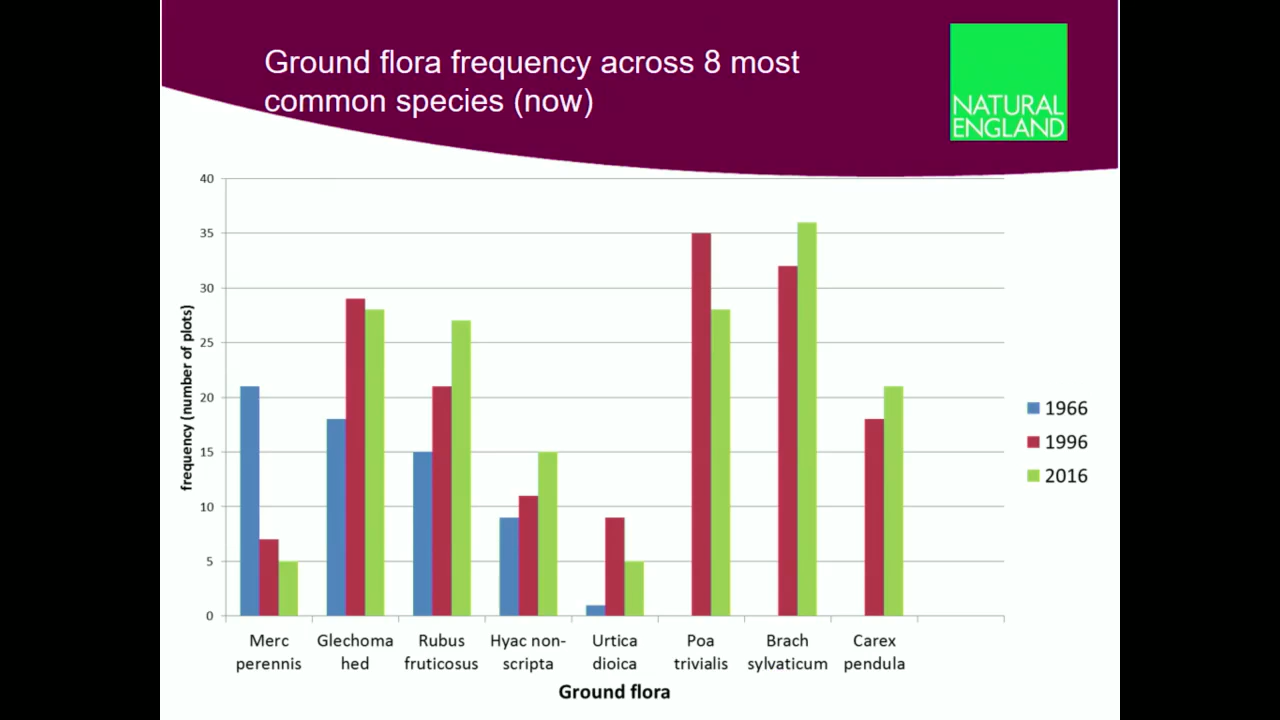 Ground flora frequency across 8 most
common species (now)
NATURAL
ENGLAND
40
35
30
25
20
15
10
5
0
frequency (number of plots)
Merc
perennis
Glechoma
hed
Rubus
fruticosus
Hyac non-
scripta
Urtica
dioica
Poa
trivialis
Brach
sylvaticum
Carex
pendula
Ground flora
1966
1996
2016